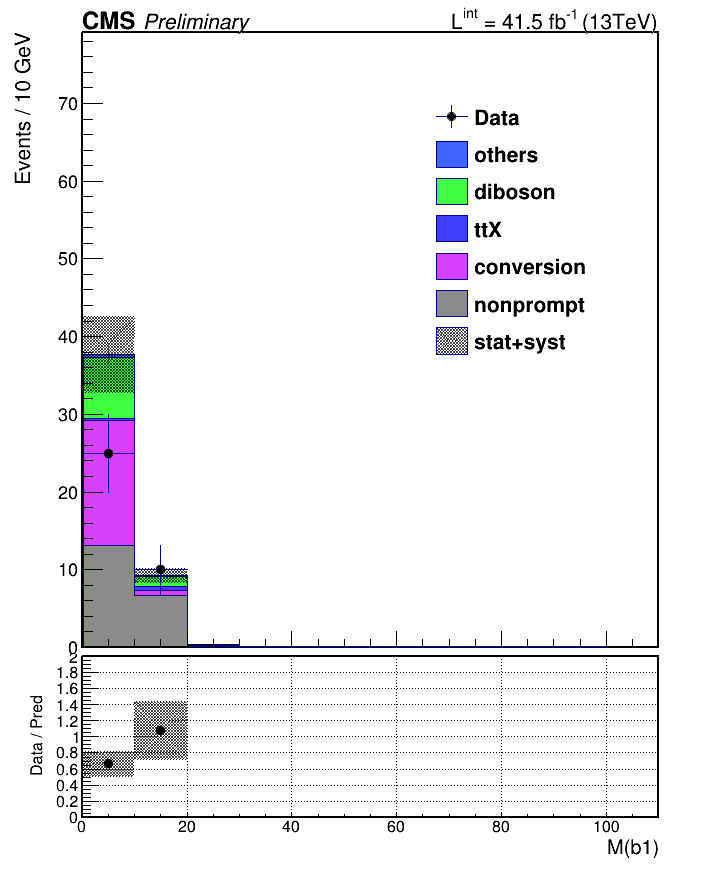 CMS Preliminary L^int = 41.5 fb^-1 (13TeV)
Events / 10 GeV
70
60
50
40
30
20
10
0
Data
others
diboson
ttX
conversion
nonprompt
stat+syst
Data / Pred
2
1.8
1.6
1.4
1.2
1
0.8
0.6
0.4
0.2
0
0 20 40 60 80 100
M(b1)